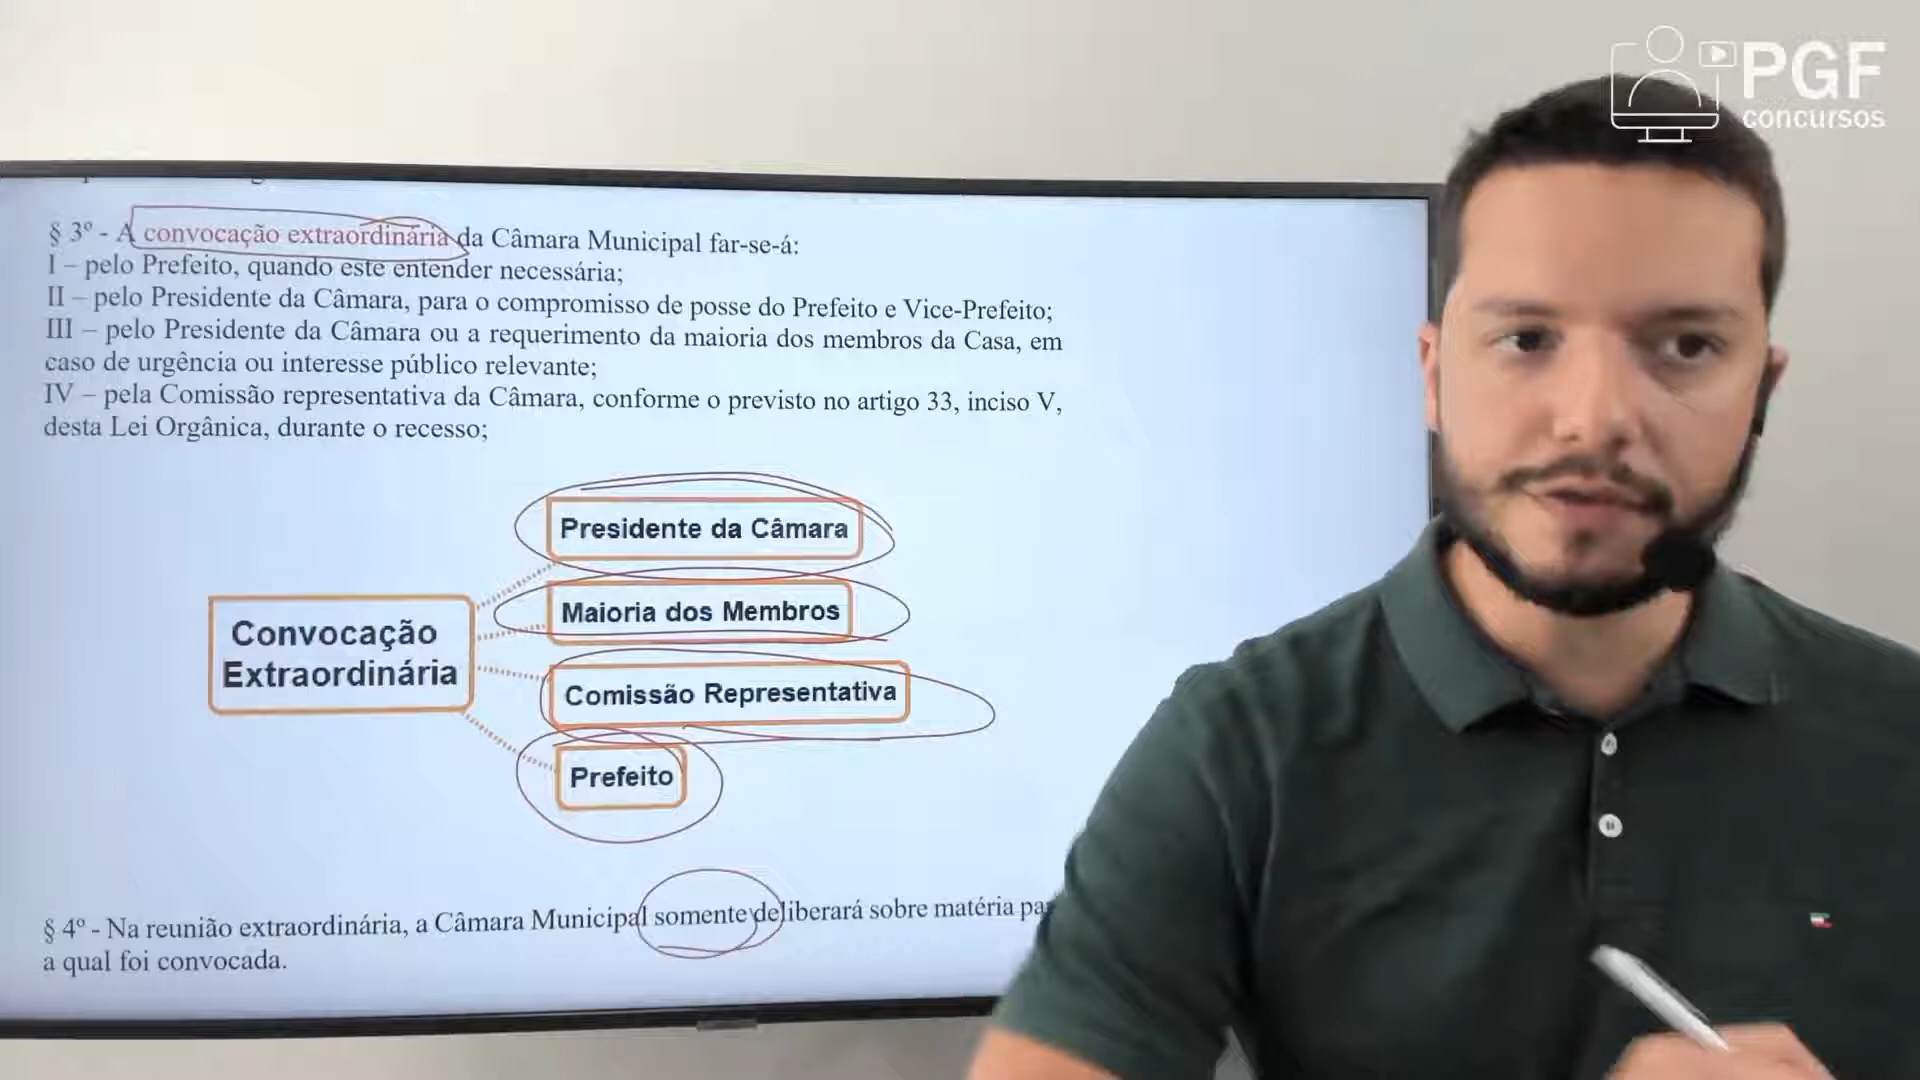 PGF
concursos
§ 3º - A convocação extraordinária da Câmara Municipal far-se-á:
I – pelo Prefeito, quando este entender necessária;
II – pelo Presidente da Câmara, para o compromisso de posse do Prefeito e Vice-Prefeito;
III – pelo Presidente da Câmara ou a requerimento da maioria dos membros da Casa, em
caso de urgência ou interesse público relevante;
IV – pela Comissão representativa da Câmara, conforme o previsto no artigo 33, inciso V,
desta Lei Orgânica, durante o recesso;
Convocação
Extraordinária
Presidente da Câmara
Maioria dos Membros
Comissão Representativa
Prefeito
§ 4º - Na reunião extraordinária, a Câmara Municipal somente deliberará sobre matéria
a qual foi convocada.